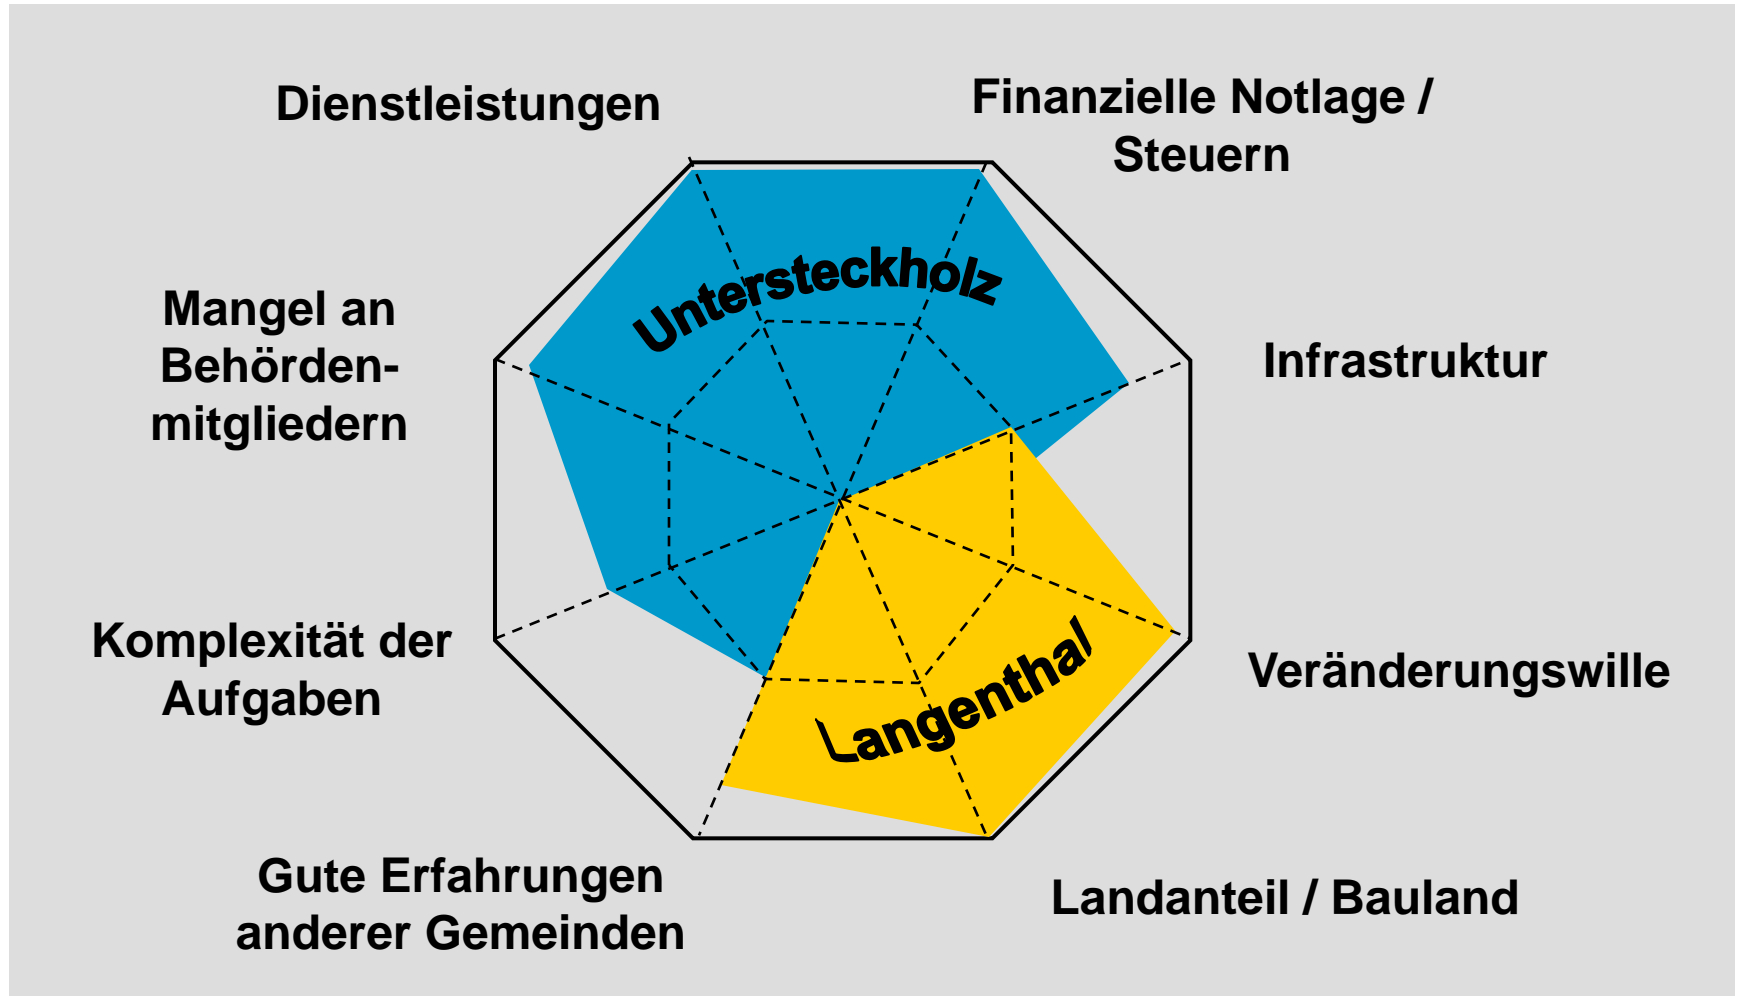 Dienstleistungen
Finanzielle Notlage /
Steuern
Untersteckholz
Mangel an
Behörden-
mitgliedern
Infrastruktur
Komplexität der
Aufgaben
Langenthal
Veränderungswille
Gute Erfahrungen
anderer Gemeinden
Landanteil / Bauland